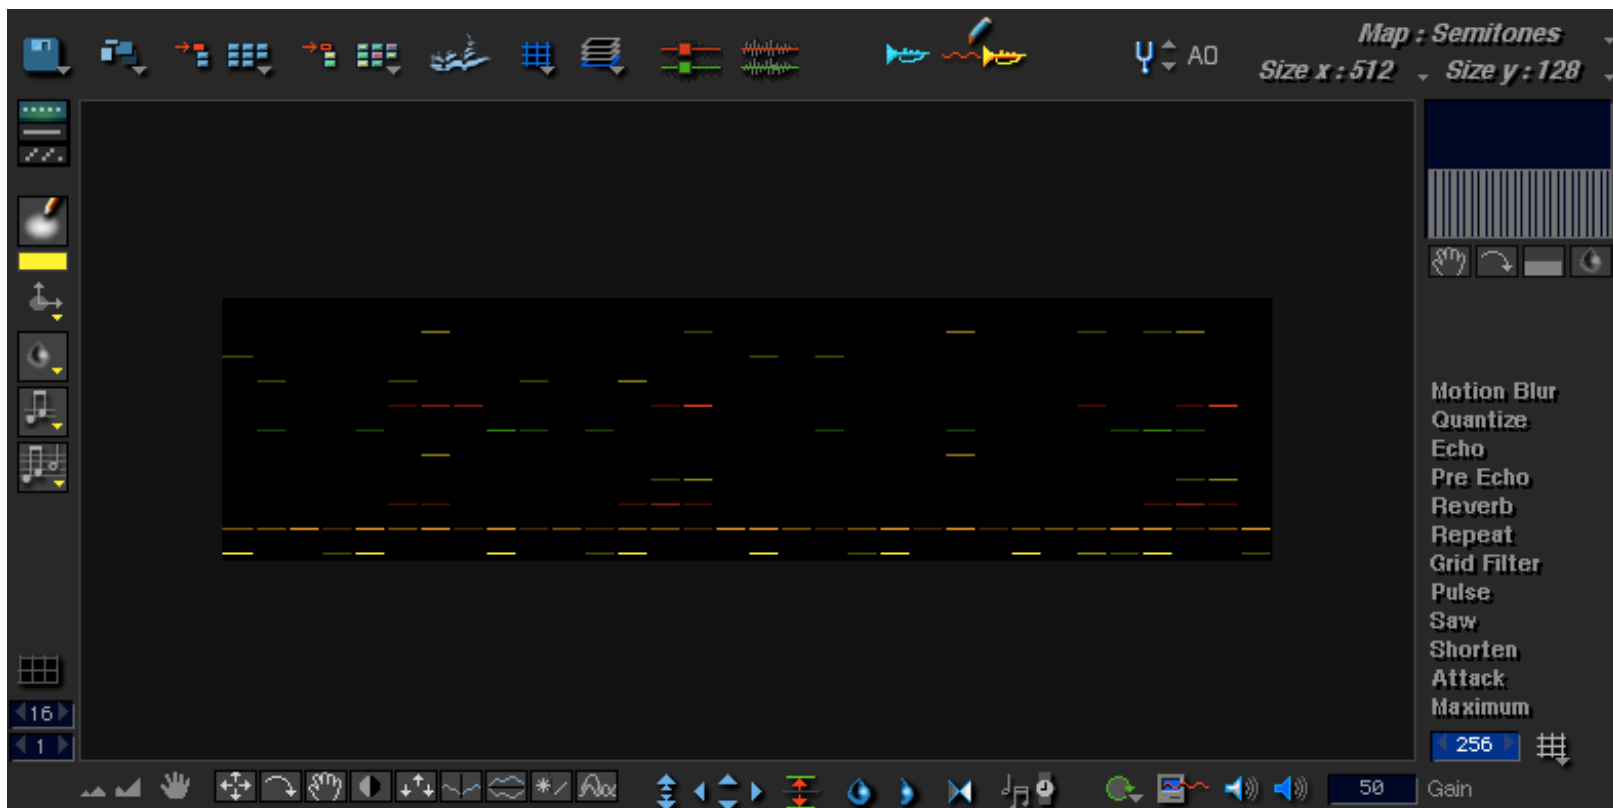 Map : Semitones
A0
Size x : 512
Size y : 128
Motion Blur
Quantize
Echo
Pre Echo
Reverb
Repeat
Grid Filter
Pulse
Saw
Shorten
Attack
Maximum
16
1
256
50
Gain